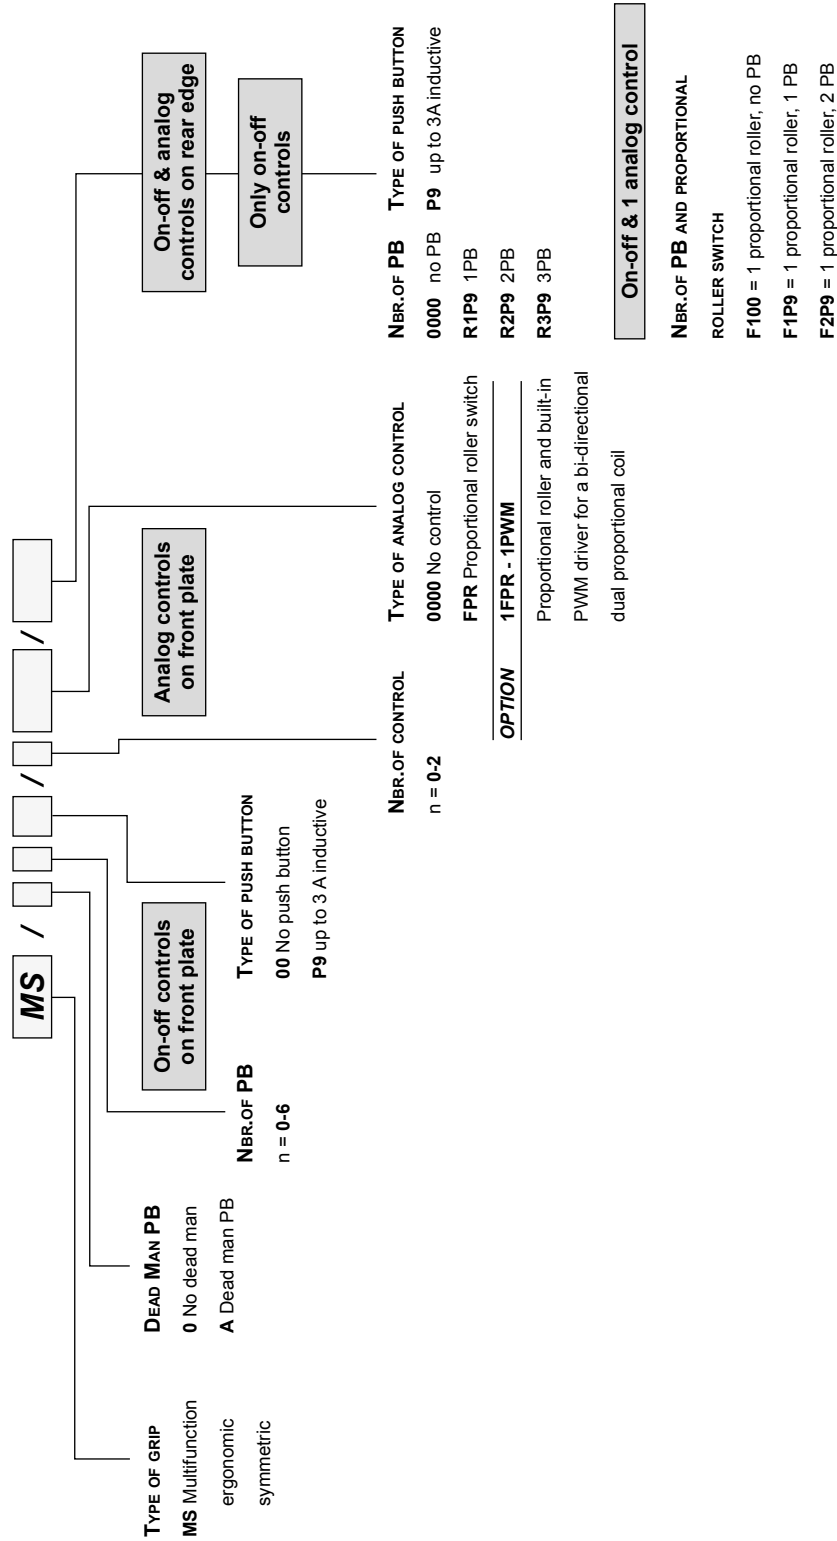 MS / / /
TYPE OF GRIP
MS Multifunction
ergonomic
symmetric
DEAD MAN PB
0 No dead man
A Dead man PB
On-off controls
on front plate
NBR.OF PB
n = 0-6
TYPE OF PUSH BUTTON
00 No push button
P9 up to 3 A inductive
Analog controls
on front plate
NBR.OF CONTROL
n = 0-2
TYPE OF ANALOG CONTROL
0000 No control
FPR Proportional roller switch
OPTION 1FPR - 1PWM
Proportional roller and built-in
PWM driver for a bi-directional
dual proportional coil
On-off & analog
controls on rear edge
Only on-off
controls
NBR.OF PB
0000 no PB
R1P9 1PB
R2P9 2PB
R3P9 3PB
TYPE OF PUSH BUTTON
P9 up to 3A inductive
On-off & 1 analog control
NBR.OF PB AND PROPORTIONAL
ROLLER SWITCH
F100 = 1 proportional roller, no PB
F1P9 = 1 proportional roller, 1 PB
F2P9 = 1 proportional roller, 2 PB